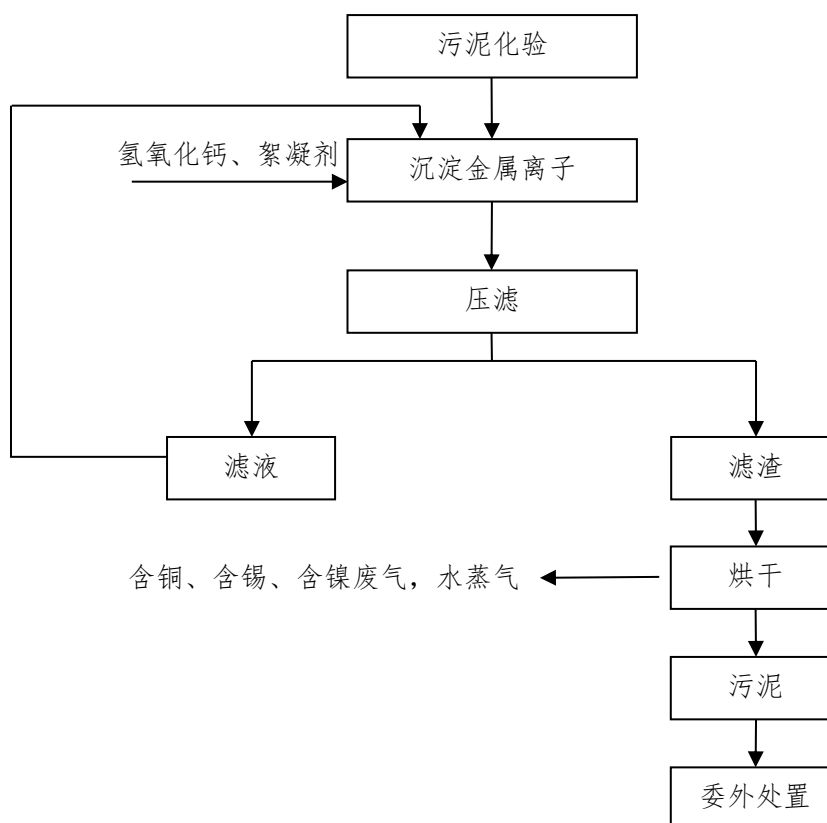 污泥化验
氢氧化钙、絮凝剂
沉淀金属离子
压滤
滤液
滤渣
含铜、含锡、含镍废气，水蒸气
烘干
污泥
委外处置